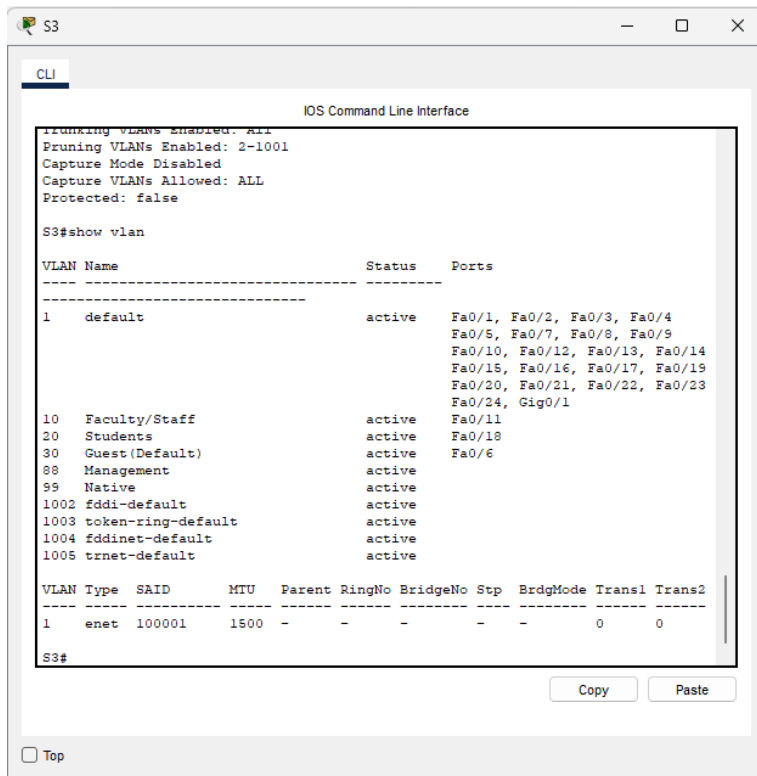 S3
CLI
IOS Command Line Interface
Trunking VLANs Enabled: All
Pruning VLANs Enabled: 2-1001
Capture Mode Disabled
Capture VLANs Allowed: ALL
Protected: false
S3#show vlan
VLAN Name                             Status    Ports
---- -------------------------------- ---------
-------------------------------
1    default                          active    Fa0/1, Fa0/2, Fa0/3, Fa0/4
                                                Fa0/5, Fa0/7, Fa0/8, Fa0/9
                                                Fa0/10, Fa0/12, Fa0/13, Fa0/14
                                                Fa0/15, Fa0/16, Fa0/17, Fa0/19
                                                Fa0/20, Fa0/21, Fa0/22, Fa0/23
                                                Fa0/24, Gig0/1
10   Faculty/Staff                    active    Fa0/11
20   Students                         active    Fa0/18
30   Guest(Default)                   active    Fa0/6
88   Management                       active
99   Native                           active
1002 fddi-default                     active
1003 token-ring-default               active
1004 fddinet-default                  active
1005 trnet-default                    active
VLAN Type  SAID       MTU   Parent RingNo BridgeNo Stp  BrdgMode Trans1 Trans2
---- ----- ---------- ----- ------ ------ -------- ---- -------- ------ ------
1    enet  100001     1500  -      -      -        -    -        0      0
S3#
Copy Paste
Top